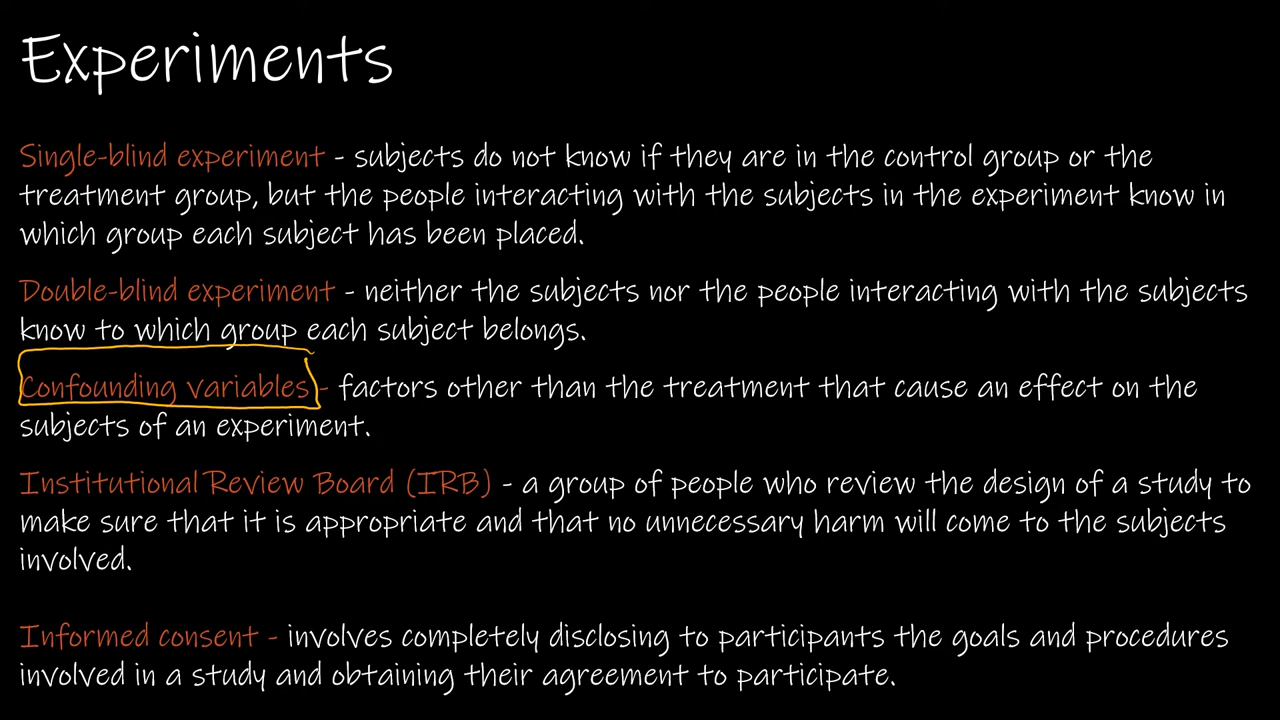 Experiments
Single-blind experiment - subjects do not know if they are in the control group or the
treatment group, but the people interacting with the subjects in the experiment know in
which group each subject has been placed.
Double-blind experiment - neither the subjects nor the people interacting with the subjects
know to which group each subject belongs.
Confounding variables - factors other than the treatment that cause an effect on the
subjects of an experiment.
Institutional Review Board (IRB) - a group of people who review the design of a study to
make sure that it is appropriate and that no unnecessary harm will come to the subjects
involved.
Informed consent - involves completely disclosing to participants the goals and procedures
involved in a study and obtaining their agreement to participate.